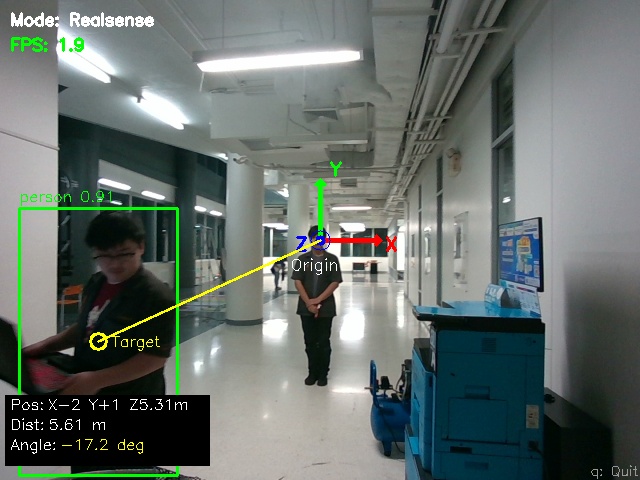 Mode: Realsense
FPS: 1.9
Y
person 0.91
Z
X
Origin
Target
Pos: X-2 Y+1 Z5.31m
Dist: 5.61 m
Angle: -17.2 deg
q: Quit